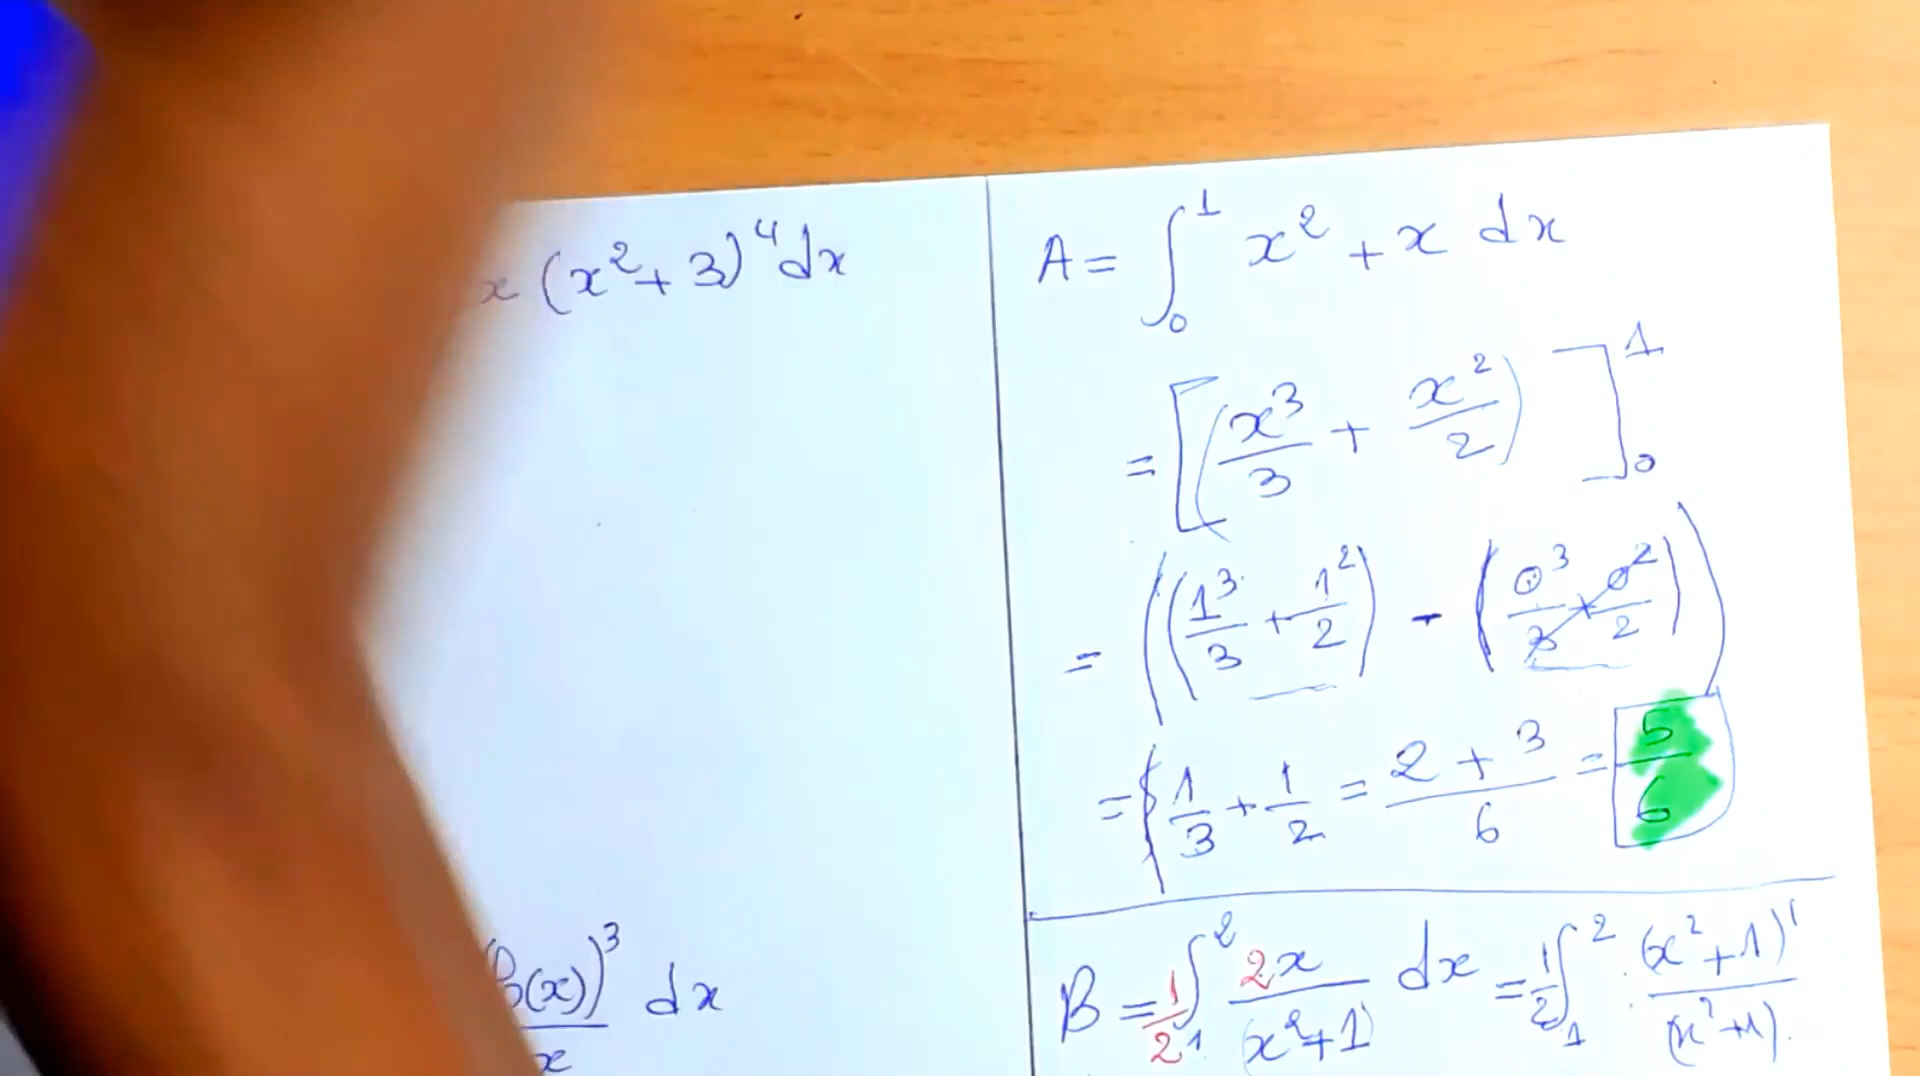 x (x² + 3)⁴ dx
(x))³ dx
x
A = ∫₀¹ x² + x dx
= [(x³/3 + x²/2)]₀¹
= ((1³/3 + 1²/2) - (0³/3 + 0²/2))
= ( 1/3 + 1/2 = 2 + 3 / 6 = 5/6
B = 1/2 ∫₁² 2x/(x²+1) dx = 1/2 ∫₁² (x²+1)'/(x²+1)